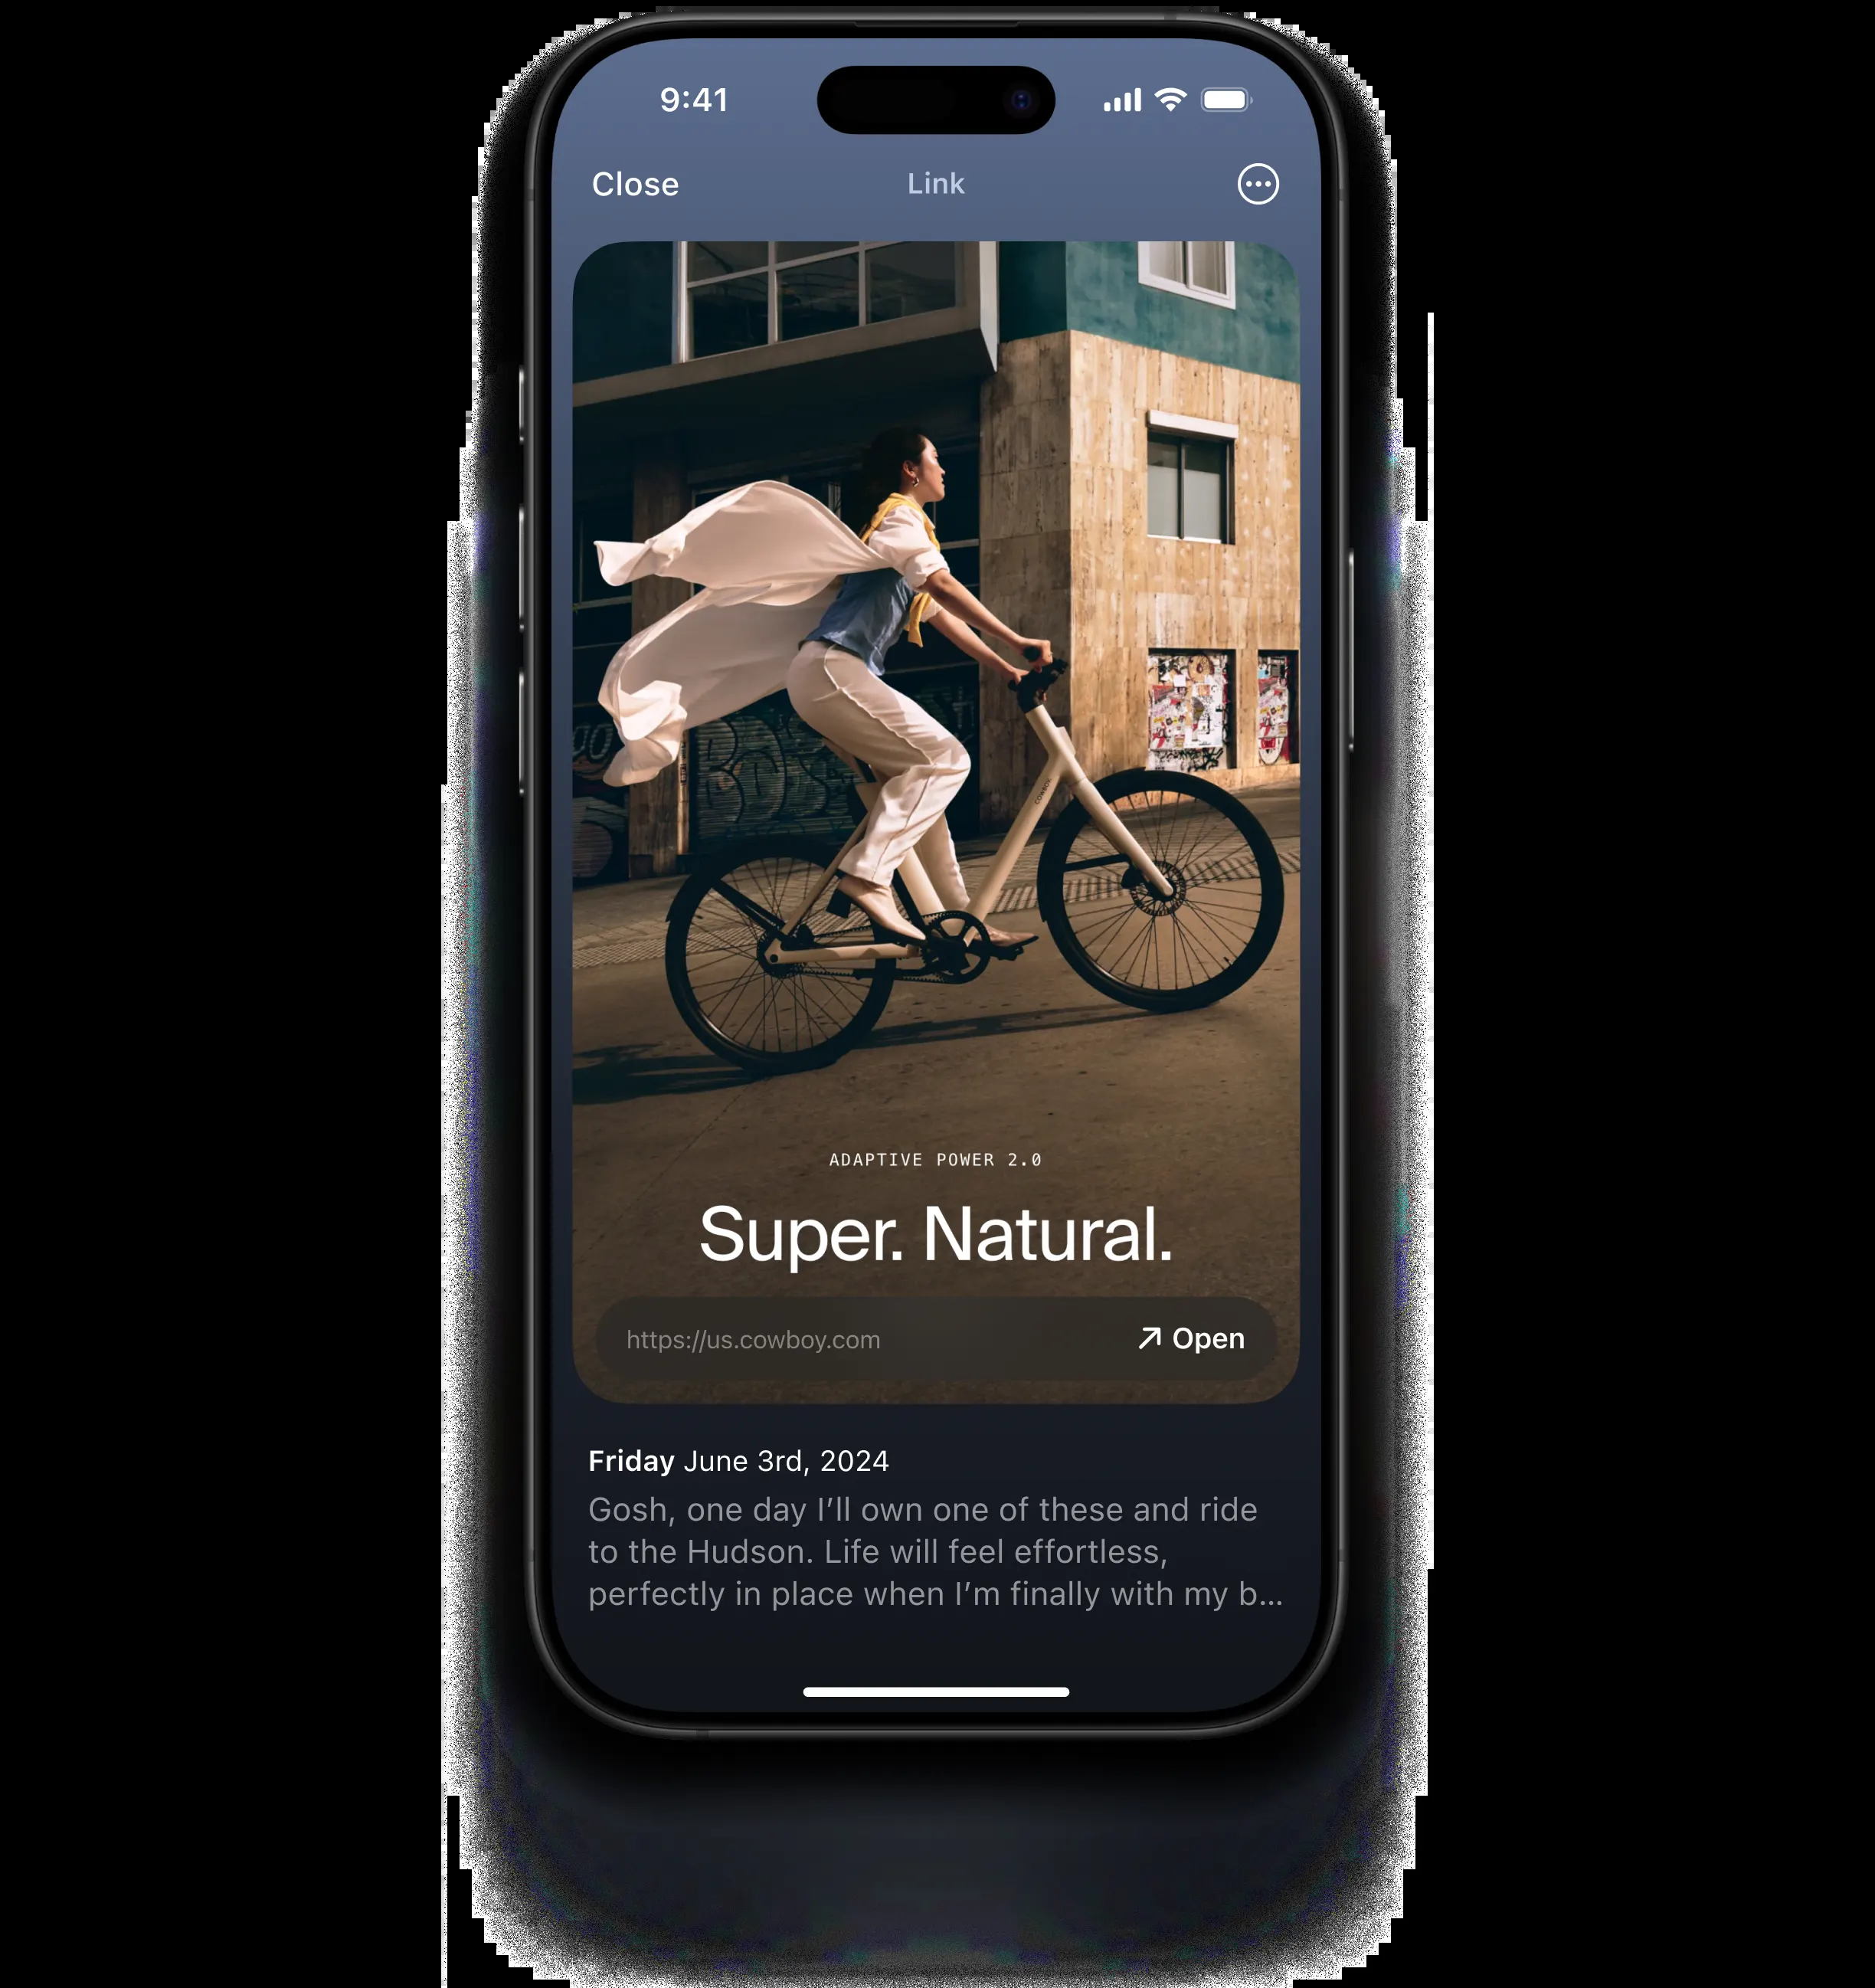 9:41
Close
Link
ADAPTIVE POWER 2.0
Super. Natural.
https://us.cowboy.com
Open
Friday June 3rd, 2024
Gosh, one day I’ll own one of these and ride
to the Hudson. Life will feel effortless,
perfectly in place when I’m finally with my b...